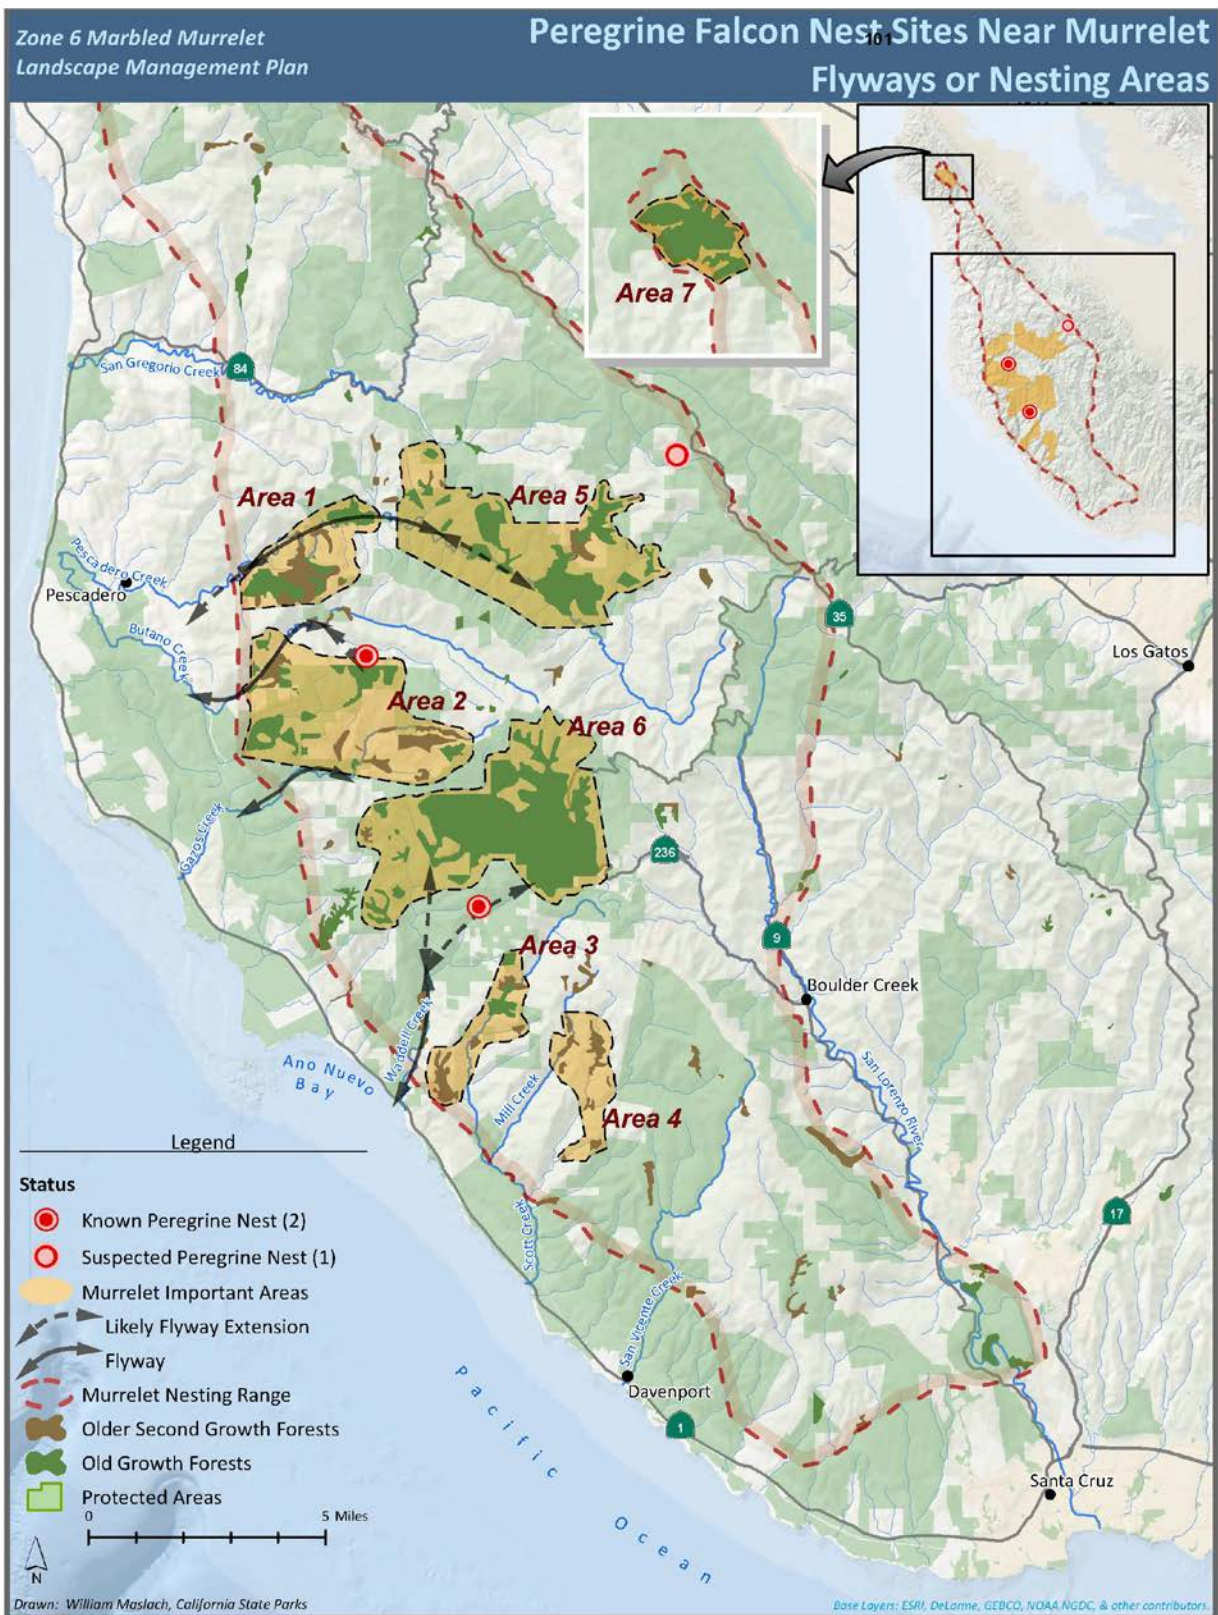 Zone 6 Marbled Murrelet
Landscape Management Plan
Peregrine Falcon Nest Sites Near Murrelet
101
Flyways or Nesting Areas
Area 7
84
San Gregorio Creek
Area 1
Area 5
Pescadero Creek
Pescadero
Butano Creek
35
Los Gatos
Area 2
Area 6
Gazos Creek
236
Area 3
9
Boulder Creek
Waddell Creek
Ano Nuevo
Bay
San Lorenzo River
Mill Creek
Area 4
Legend
Status
Known Peregrine Nest (2)
Suspected Peregrine Nest (1)
Murrelet Important Areas
Likely Flyway Extension
Flyway
Murrelet Nesting Range
Older Second Growth Forests
Old Growth Forests
Protected Areas
0 5 Miles
N
Scott Creek
17
San Vicente Creek
Davenport
1
Pacific Ocean
Santa Cruz
Drawn: William Maslach, California State Parks
Base Layers: ESRI, DeLorme, GEBCO, NOAA NGDC, & other contributors.